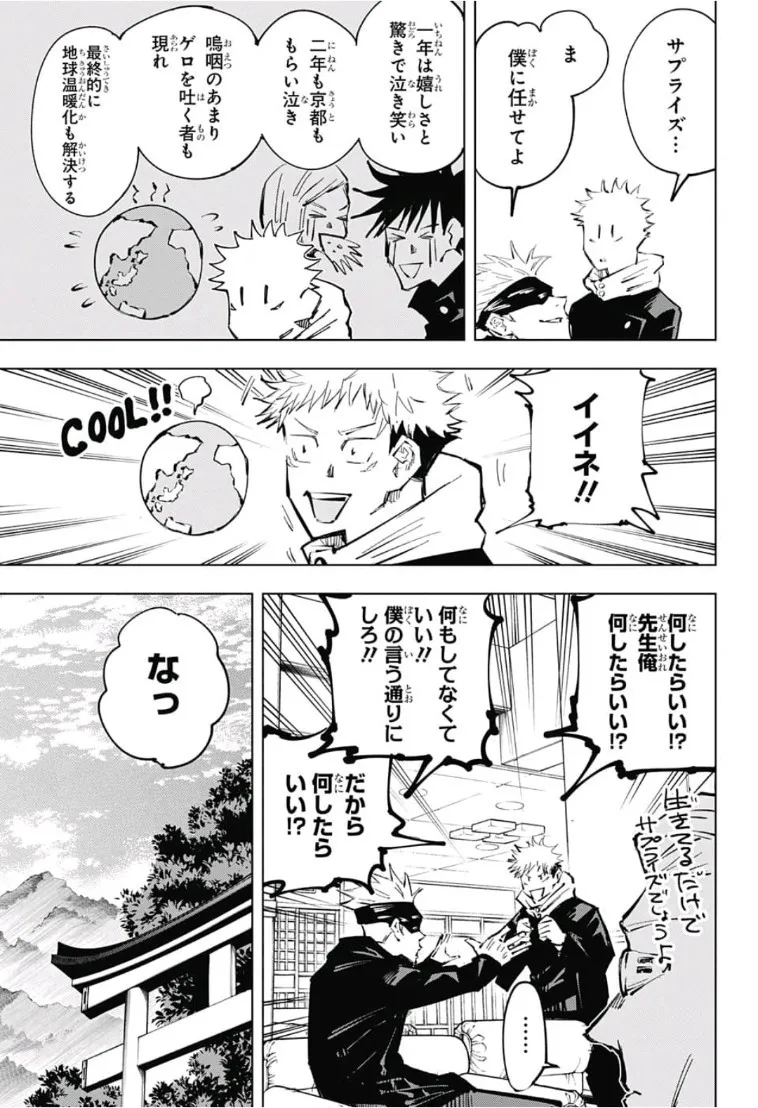 サプライズ…
ま
僕に任せてよ
一年は嬉しさと
驚きで泣き笑い
二年も京都も
もらい泣き
嗚咽のあまり
ゲロを吐く者も
現れ
最終的に
地球温暖化も解決する
イイネ!!
COOL!!
何したらいい!?
先生俺
何したらいい!?
何もしてなくて
いい!!
僕の言う通りに
しろ!!
だから
何したら
いい!?
生きてるだけで
サプライズでしょうよ
……
なっ